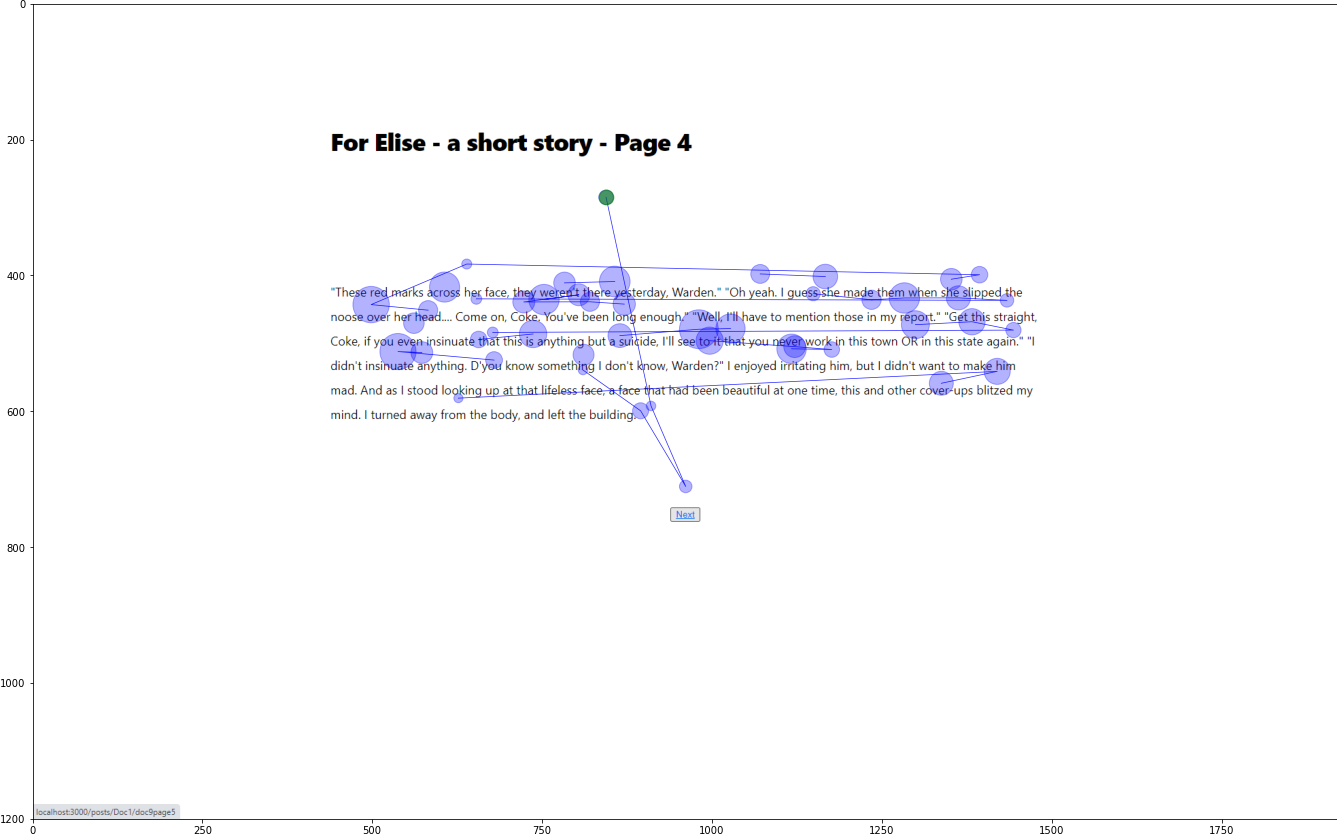 For Elise - a short story - Page 4
"These red marks across her face, they weren't there yesterday, Warden." "Oh yeah. I guess she made them when she slipped the
noose over her head.... Come on, Coke. You've been long enough." "Well, I'll have to mention those in my report." "Get this straight,
Coke, if you even insinuate that this is anything but a suicide, I'll see to it that you never work in this town OR in this state again." "I
didn't insinuate anything. D'you know something I don't know, Warden?" I enjoyed irritating him, but I didn't want to make him
mad. And as I stood looking up at that lifeless face, a face that had been beautiful at one time, this and other cover-ups blitzed my
mind. I turned away from the body, and left the building.
Next
localhost:3000/posts/Doc1/doc9page5
0
200
400
600
800
1000
1200
0 250 500 750 1000 1250 1500 1750